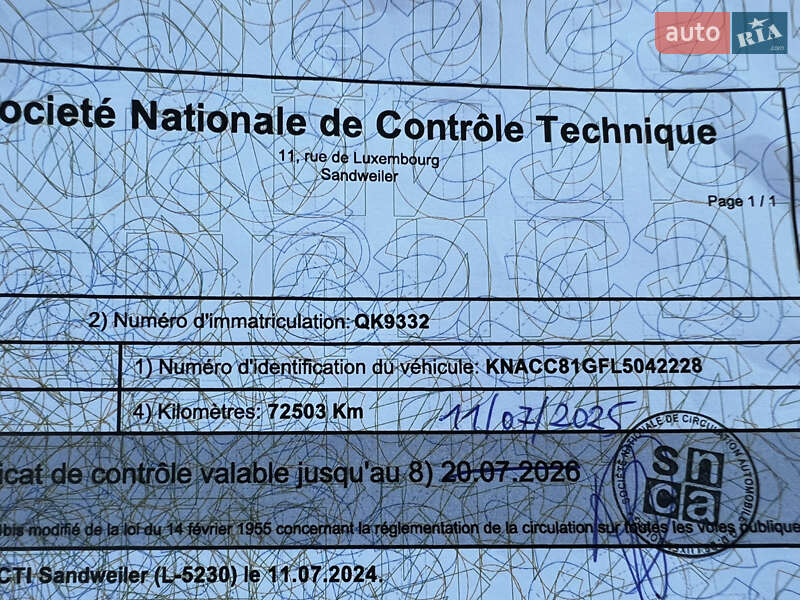 auto RIA .com
ocieté Nationale de Contrôle Technique
11, rue de Luxembourg
Sandweiler
Page 1 / 1
2) Numéro d'immatriculation: QK9332
1) Numéro d'identification du véhicule: KNACC81GFL5042228
4) Kilomètres: 72503 Km
11/07/2025
icat de contrôle valable jusqu'au 8) 20.07.2026
snca
bis modifié de la loi du 14 février 1955 concernant la réglementation de la circulation sur toutes les voies publique
CTI Sandweiler (L-5230) le 11.07.2024.